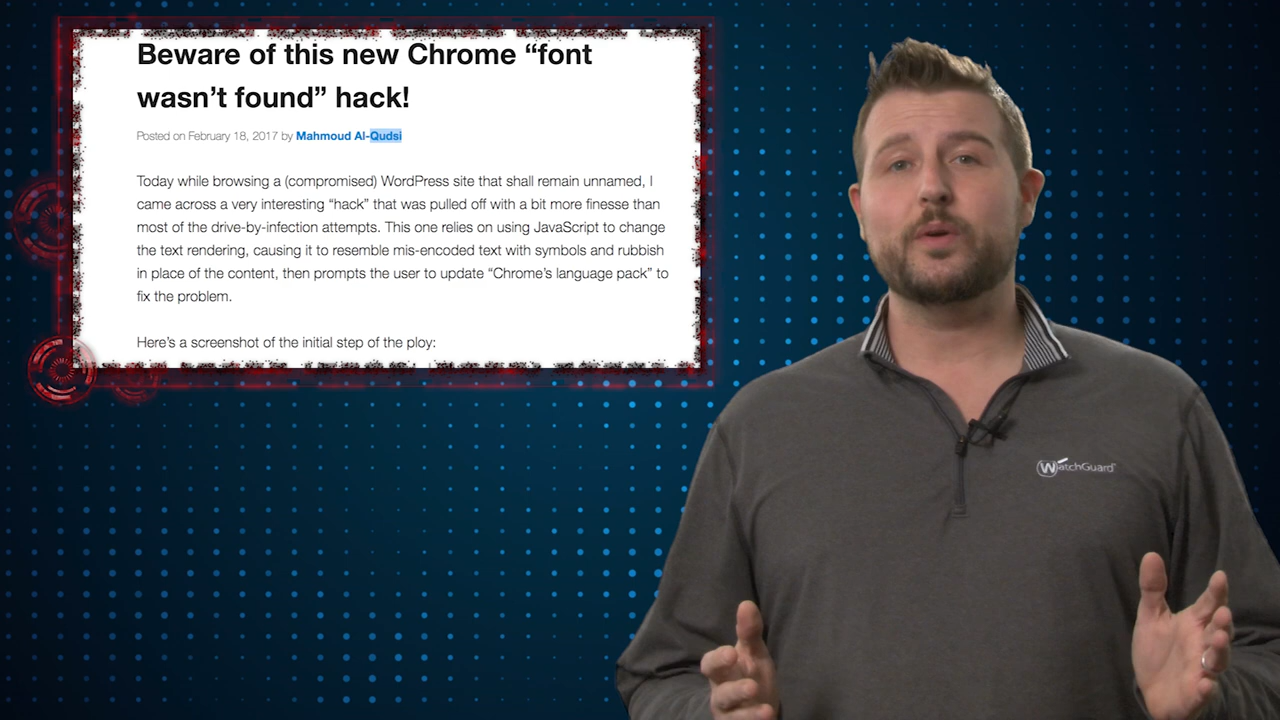 Beware of this new Chrome “font
wasn’t found” hack!
Posted on February 18, 2017 by Mahmoud Al-Qudsi
Today while browsing a (compromised) WordPress site that shall remain unnamed, I
came across a very interesting “hack” that was pulled off with a bit more finesse than
most of the drive-by-infection attempts. This one relies on using JavaScript to change
the text rendering, causing it to resemble mis-encoded text with symbols and rubbish
in place of the content, then prompts the user to update “Chrome’s language pack” to
fix the problem.
Here’s a screenshot of the initial step of the ploy:
WatchGuard